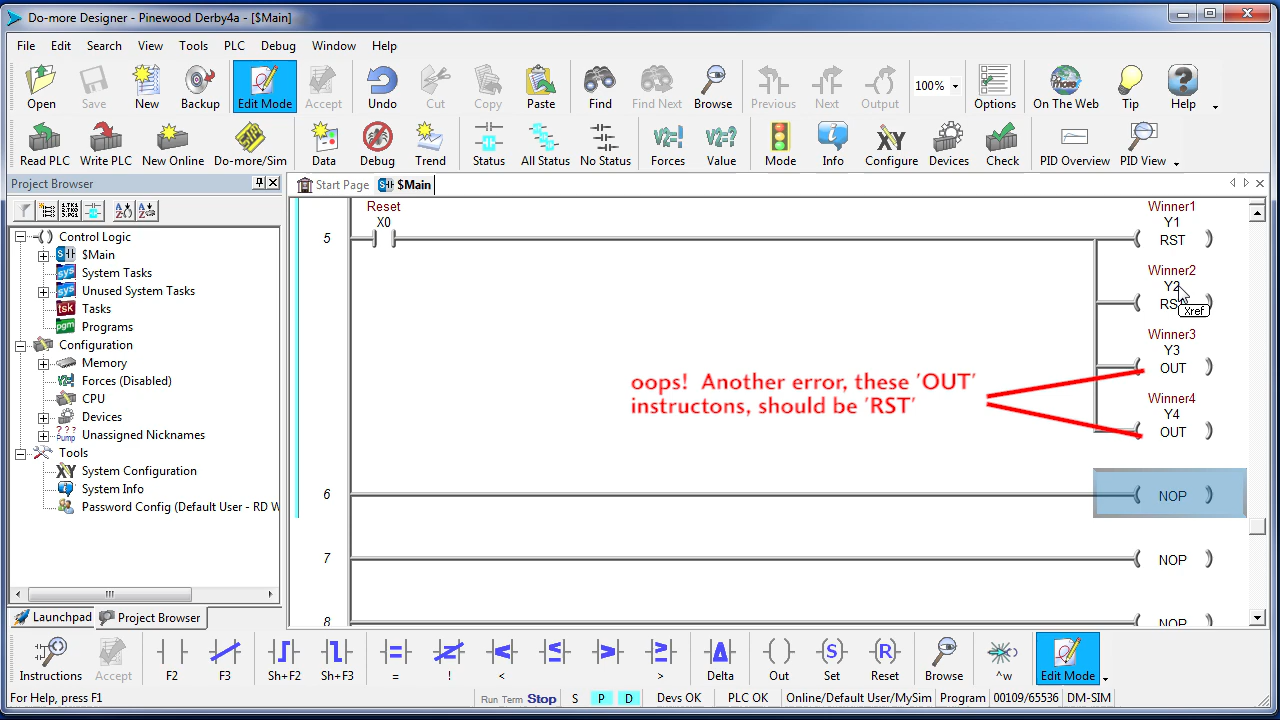 Do-more Designer - Pinewood Derby4a - [$Main]
File Edit Search View Tools PLC Debug Window Help
Open Save New Backup Edit Mode Accept Undo Cut Copy Paste Find Find Next Browse Previous Next Output 100% Options On The Web Tip Help
Read PLC Write PLC New Online Do-more/Sim Data Debug Trend Status All Status No Status Forces Value Mode Info Configure Devices Check PID Overview PID View
Project Browser
Start Page $Main
Control Logic
$Main
System Tasks
Unused System Tasks
Tasks
Programs
Configuration
Memory
Forces (Disabled)
CPU
Devices
Unassigned Nicknames
Tools
System Configuration
System Info
Password Config (Default User - RD W
Launchpad Project Browser
Reset Winner1
X0 Y1
5 RST
Winner2
Y2
RST
Xref
Winner3
Y3
OUT
oops! Another error, these 'OUT'
instructons, should be 'RST'
Winner4
Y4
OUT
6 NOP
7 NOP
8 NOP
Instructions Accept F2 F3 Sh+F2 Sh+F3 = ! < > Delta Out Set Reset Browse ^w Edit Mode
For Help, press F1 Run Term Stop S P D Devs OK PLC OK Online/Default User/MySim Program 00109/65536 DM-SIM